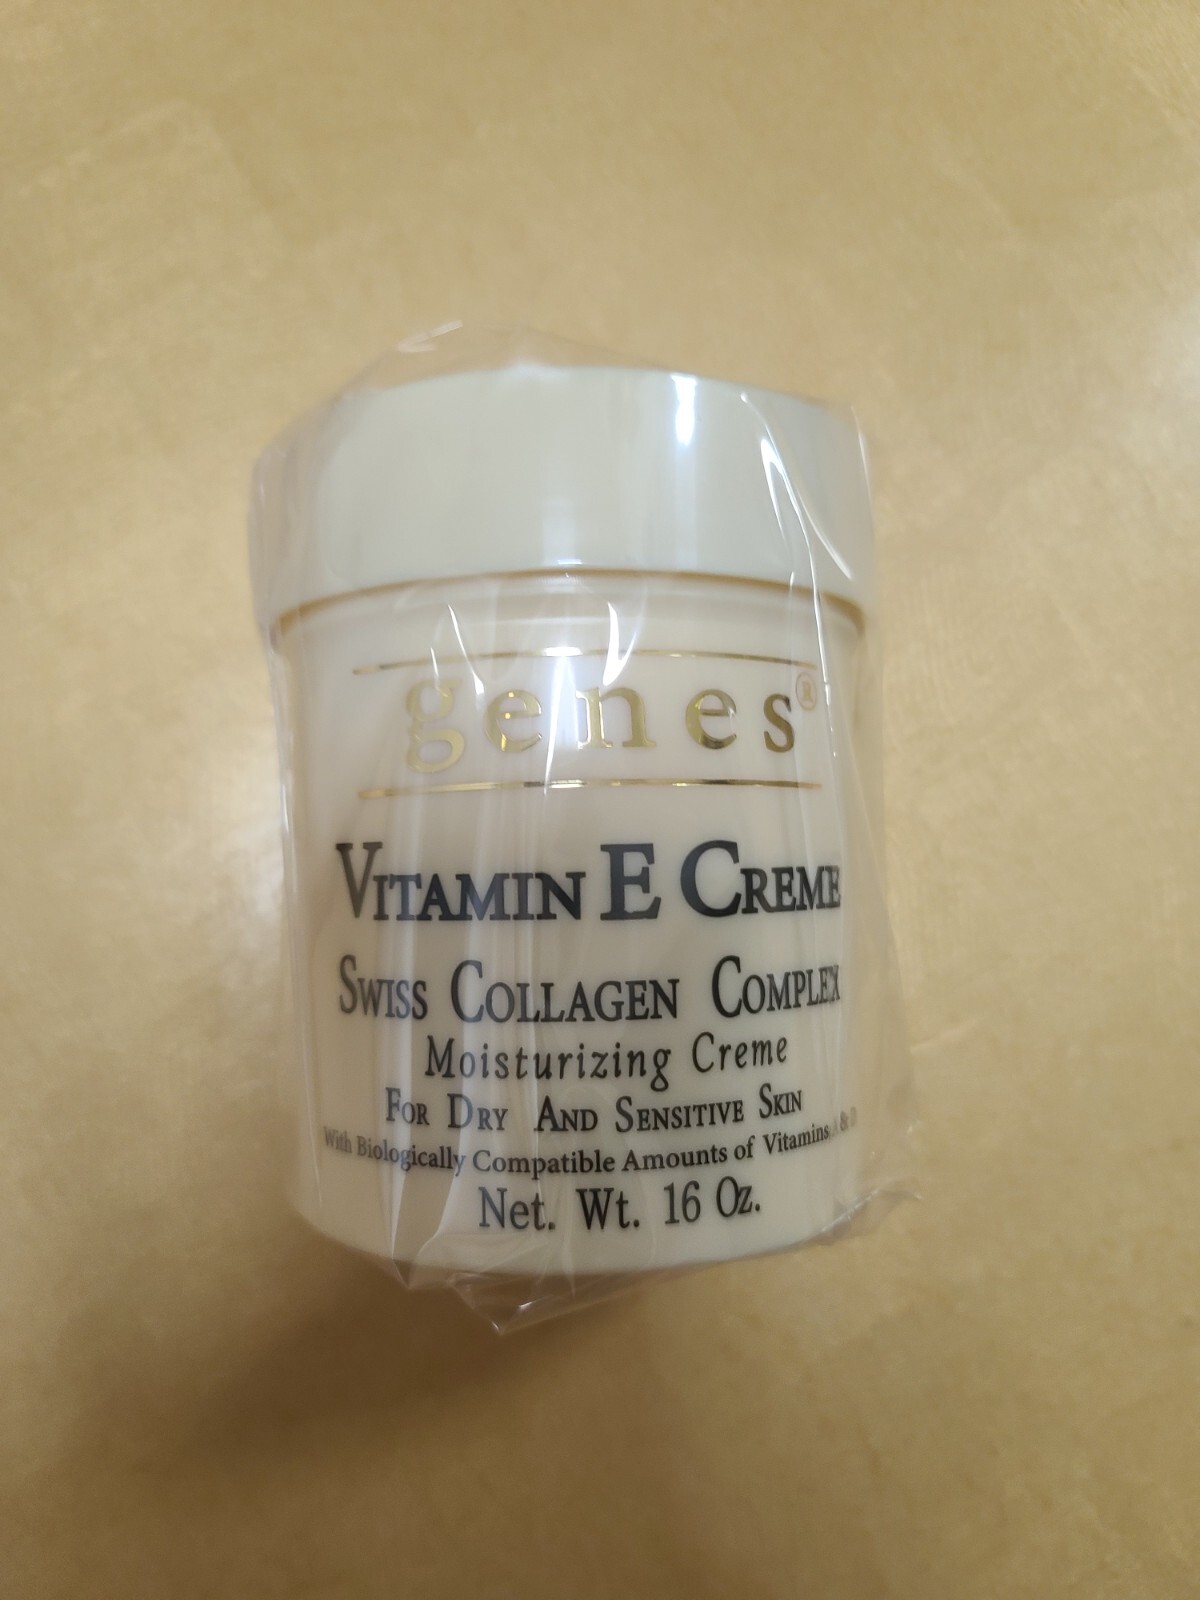 genes®
VITAMIN E CREME
SWISS COLLAGEN COMPLEX
Moisturizing Creme
FOR DRY AND SENSITIVE SKIN
With Biologically Compatible Amounts of Vitamins A & D
Net. Wt. 16 Oz.